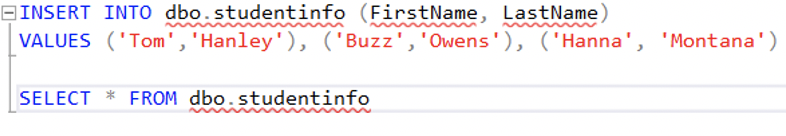 INSERT INTO dbo.studentinfo (FirstName, LastName)
VALUES ('Tom','Hanley'), ('Buzz','Owens'), ('Hanna', 'Montana')
SELECT * FROM dbo.studentinfo